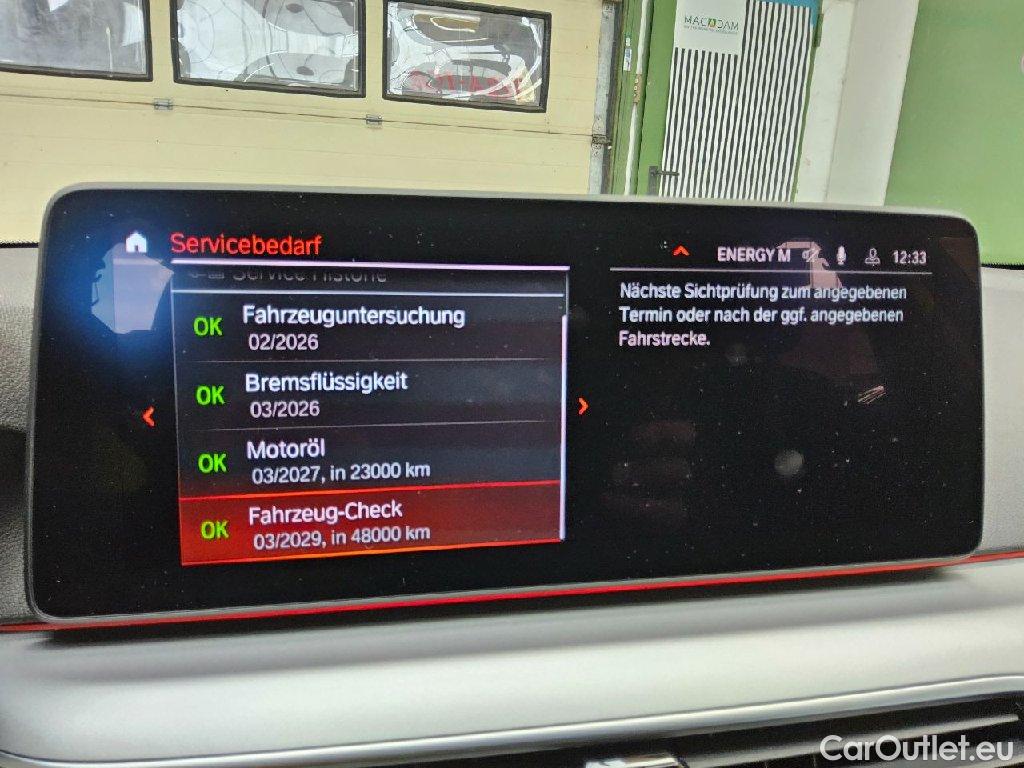 MACADAM
Servicebedarf
ENERGY M
12:33
Service Historie
OK
Fahrzeuguntersuchung
02/2026
OK
Bremsflüssigkeit
03/2026
OK
Motoröl
03/2027, in 23000 km
OK
Fahrzeug-Check
03/2029, in 48000 km
Nächste Sichtprüfung zum angegebenen
Termin oder nach der ggf. angegebenen
Fahrstrecke.
CarOutlet.eu